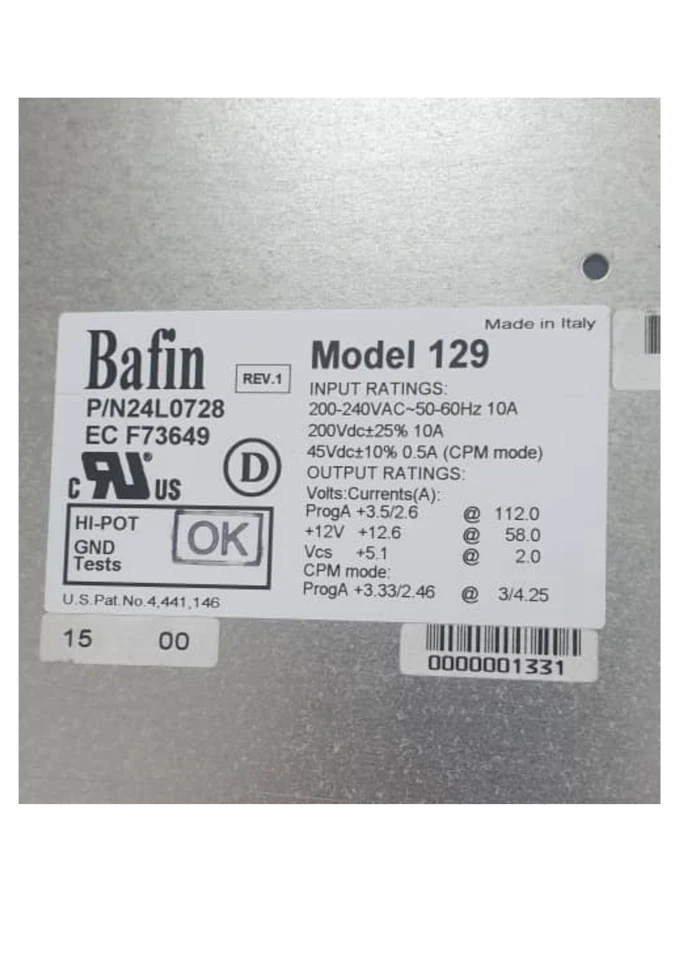 Made in Italy
Bafin
REV.1
P/N24L0728
EC F73649
C RU® US
D
HI-POT
GND
Tests
OK
U.S.Pat.No.4,441,146
Model 129
INPUT RATINGS:
200-240VAC~50-60Hz 10A
200Vdc±25% 10A
45Vdc±10% 0.5A (CPM mode)
OUTPUT RATINGS:
Volts:Currents(A):
ProgA +3.5/2.6 @ 112.0
+12V +12.6 @ 58.0
Vcs +5.1 @ 2.0
CPM mode:
ProgA +3.33/2.46 @ 3/4.25
15 00
0000001331